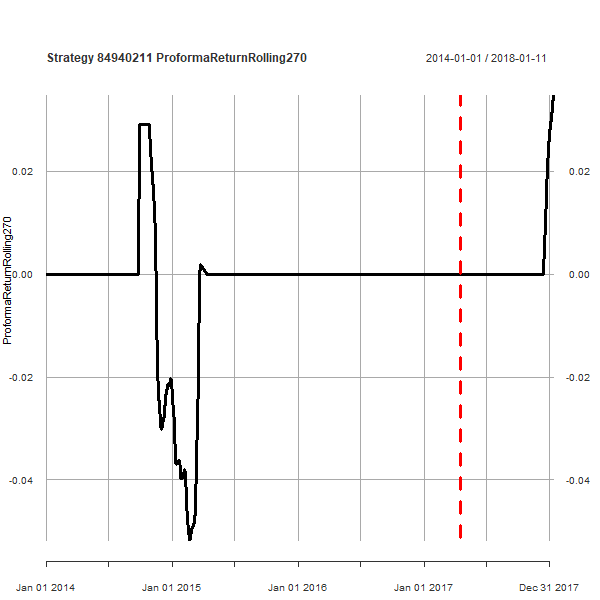 Strategy 84940211 ProformaReturnRolling270
2014-01-01 / 2018-01-11
ProformaReturnRolling270
0.02
0.00
-0.02
-0.04
0.02
0.00
-0.02
-0.04
Jan 01 2014
Jan 01 2015
Jan 01 2016
Jan 01 2017
Dec 31 2017